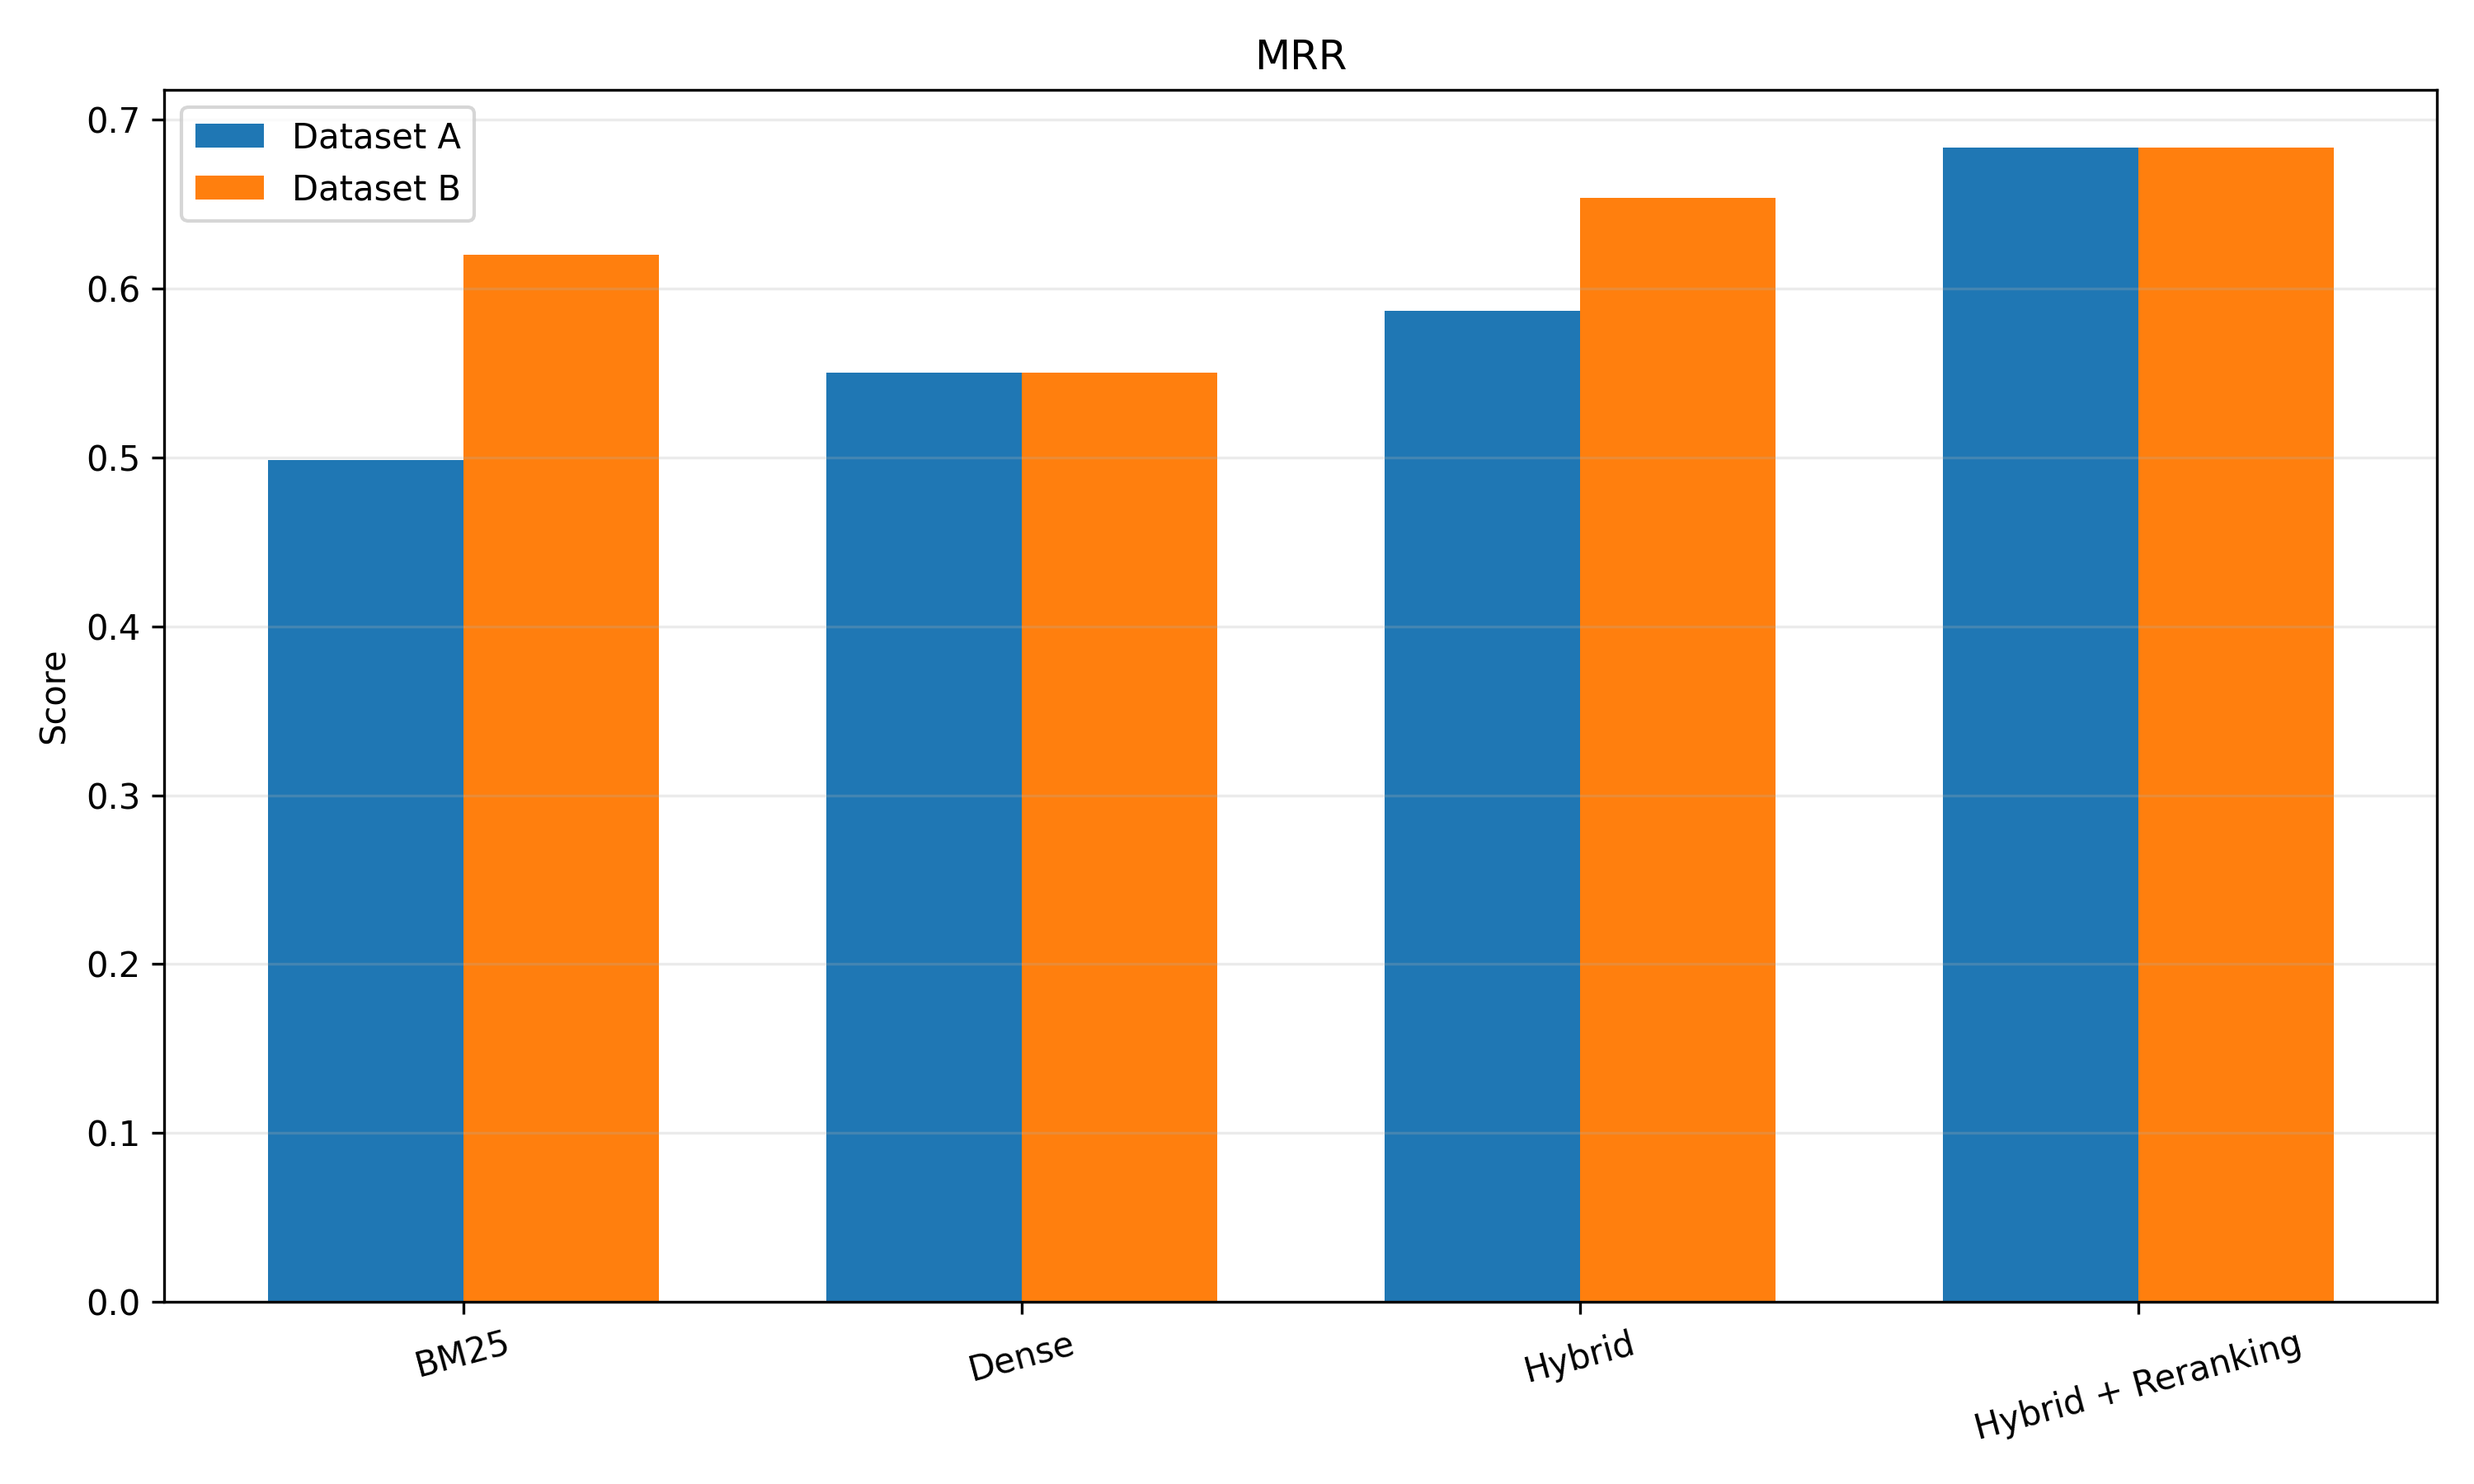 MRR
Dataset A
Dataset B
Score
0.7
0.6
0.5
0.4
0.3
0.2
0.1
0.0
BM25
Dense
Hybrid
Hybrid + Reranking